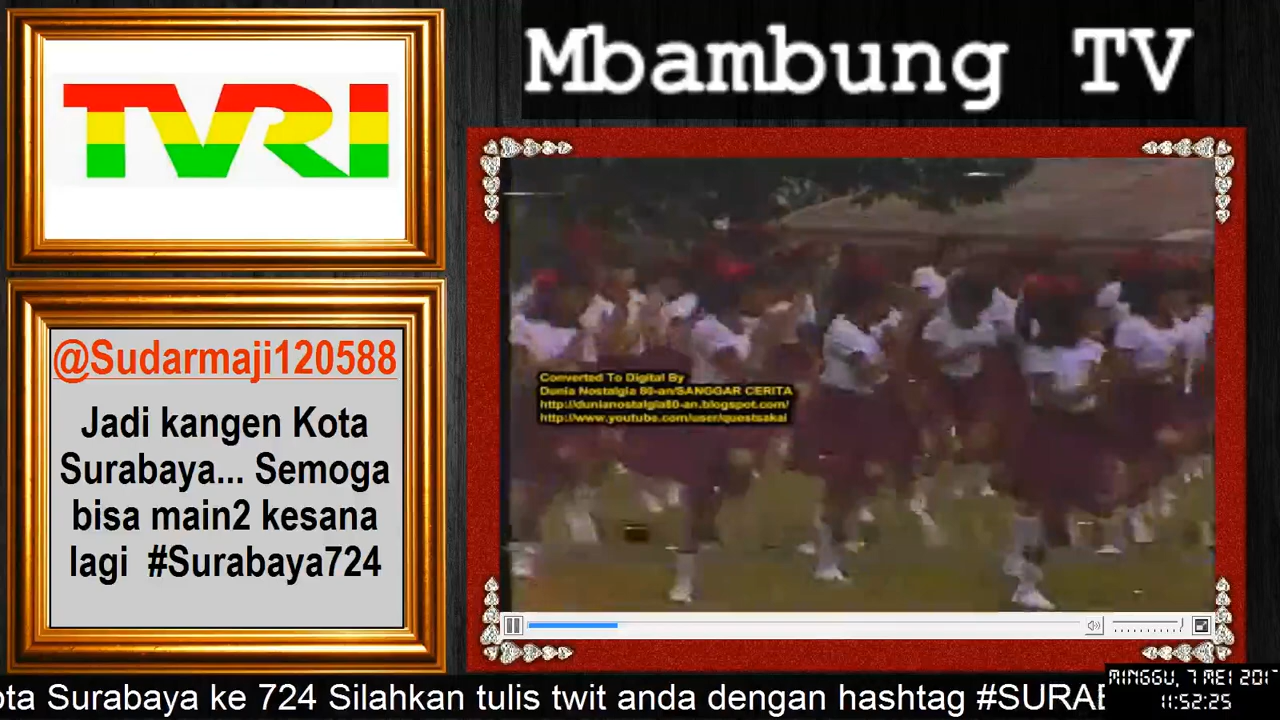 TVRI
Mbambung TV
@Sudarmaji120588
Jadi kangen Kota
Surabaya... Semoga
bisa main2 kesana
lagi #Surabaya724
Converted To Digital By
Dunia Nostalgia 80-an/SANGGAR CERITA
http://dunianostalgia80-an.blogspot.com/
http://www.youtube.com/user/questsakai
ota Surabaya ke 724 Silahkan tulis twit anda dengan hashtag #SURAB
MINGGU, 7 MEI 2017
11:52:25